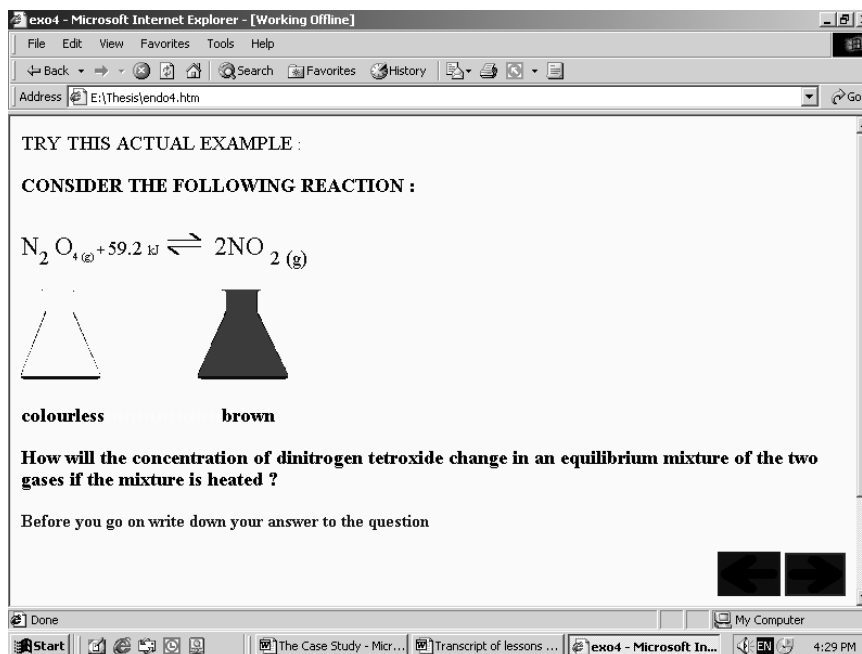 exo4 - Microsoft Internet Explorer - [Working Offline]
File Edit View Favorites Tools Help
Back Search Favorites History
Address E:\Thesis\endo4.htm Go
TRY THIS ACTUAL EXAMPLE :
CONSIDER THE FOLLOWING REACTION :
N2 O4 (g) + 59.2 kJ ⇌ 2NO 2 (g)
colourless brown
How will the concentration of dinitrogen tetroxide change in an equilibrium mixture of the two
gases if the mixture is heated ?
Before you go on write down your answer to the question
Done My Computer
Start The Case Study - Micr... Transcript of lessons ... exo4 - Microsoft In... EN 4:29 PM